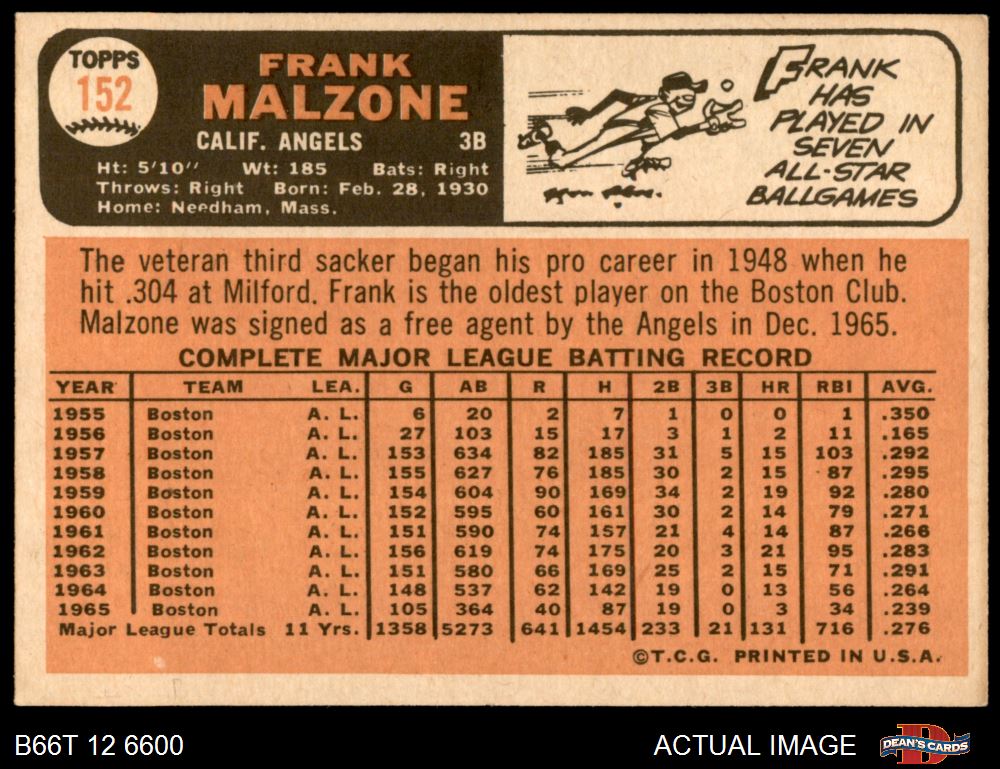 TOPPS
152
FRANK
MALZONE
CALIF. ANGELS 3B
Ht: 5'10" Wt: 185 Bats: Right
Throws: Right Born: Feb. 28, 1930
Home: Needham, Mass.
FRANK
HAS
PLAYED IN
SEVEN
ALL-STAR
BALLGAMES
The veteran third sacker began his pro career in 1948 when he
hit .304 at Milford. Frank is the oldest player on the Boston Club.
Malzone was signed as a free agent by the Angels in Dec. 1965.
COMPLETE MAJOR LEAGUE BATTING RECORD
YEAR TEAM LEA. G AB R H 2B 3B HR RBI AVG.
1955 Boston A. L. 6 20 2 7 1 0 0 1 .350
1956 Boston A. L. 27 103 15 17 3 1 2 11 .165
1957 Boston A. L. 153 634 82 185 31 5 15 103 .292
1958 Boston A. L. 155 627 76 185 30 2 15 87 .295
1959 Boston A. L. 154 604 90 169 34 2 19 92 .280
1960 Boston A. L. 152 595 60 161 30 2 14 79 .271
1961 Boston A. L. 151 590 74 157 21 4 14 87 .266
1962 Boston A. L. 156 619 74 175 20 3 21 95 .283
1963 Boston A. L. 151 580 66 169 25 2 15 71 .291
1964 Boston A. L. 148 537 62 142 19 0 13 56 .264
1965 Boston A. L. 105 364 40 87 19 0 3 34 .239
Major League Totals 11 Yrs. 1358 5273 641 1454 233 21 131 716 .276
©T.C.G. PRINTED IN U.S.A.
B66T 12 6600
ACTUAL IMAGE
DEAN'S CARDS